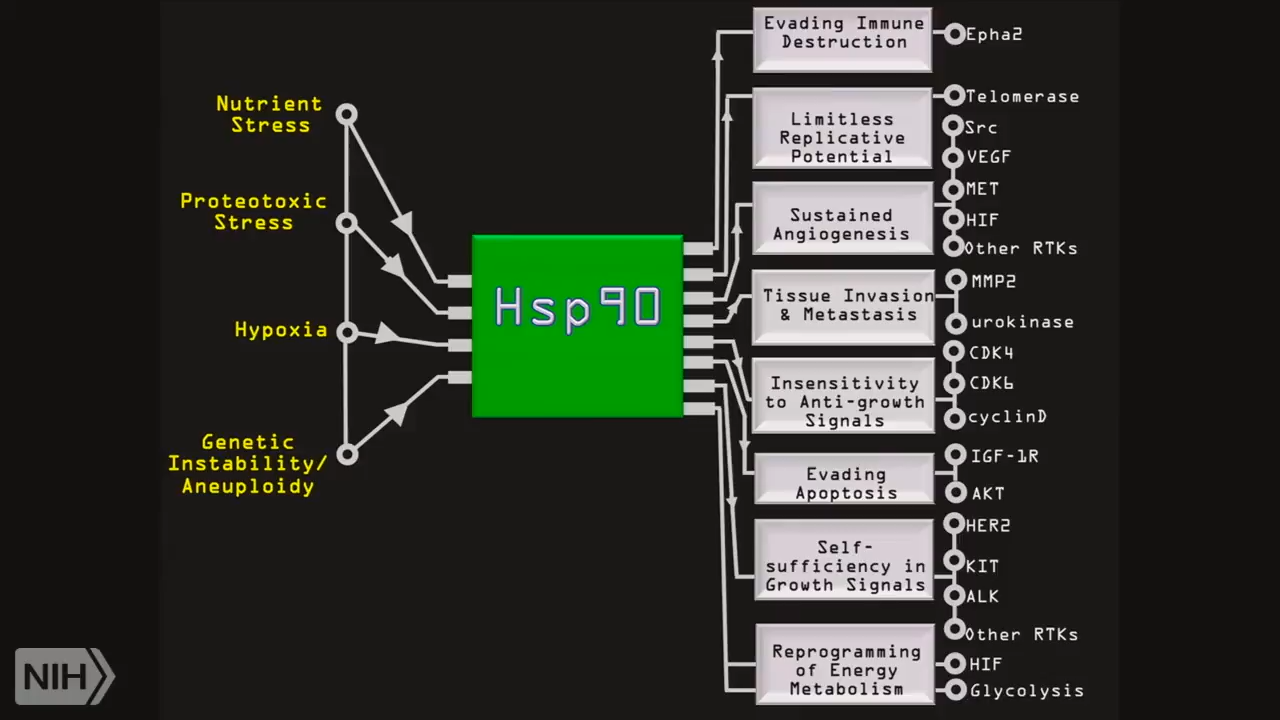 Nutrient
Stress
Proteotoxic
Stress
Hypoxia
Genetic
Instability/
Aneuploidy
Hsp90
Evading Immune
Destruction
Epha2
Limitless
Replicative
Potential
Telomerase
Sustained
Angiogenesis
Src
VEGF
MET
HIF
Other RTKs
Tissue Invasion
& Metastasis
MMP2
urokinase
Insensitivity
to Anti-growth
Signals
CDK4
CDK6
cyclinD
Evading
Apoptosis
IGF-1R
AKT
Self-
sufficiency in
Growth Signals
HER2
KIT
ALK
Other RTKs
Reprogramming
of Energy
Metabolism
HIF
Glycolysis
NIH